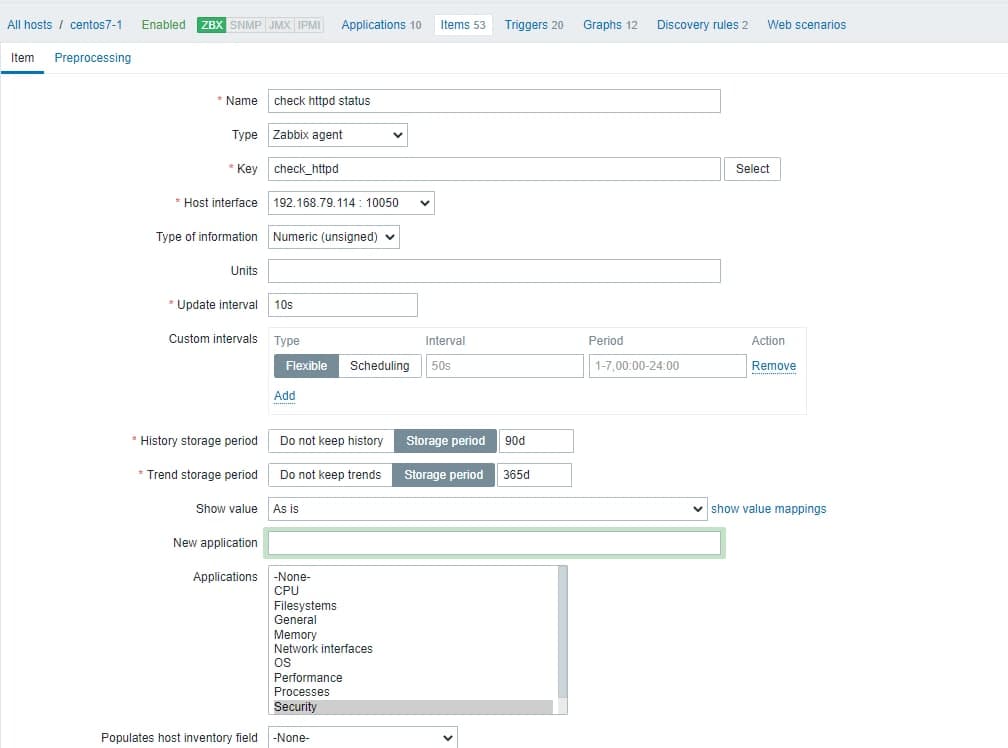 All hosts / centos7-1 Enabled ZBX SNMP JMX IPMI Applications 10 Items 53 Triggers 20 Graphs 12 Discovery rules 2 Web scenarios
Item Preprocessing
* Name check httpd status
Type Zabbix agent
* Key check_httpd Select
* Host interface 192.168.79.114 : 10050
Type of information Numeric (unsigned)
Units
* Update interval 10s
Custom intervals Type Interval Period Action
Flexible Scheduling 50s 1-7,00:00-24:00 Remove
Add
* History storage period Do not keep history Storage period 90d
* Trend storage period Do not keep trends Storage period 365d
Show value As is show value mappings
New application
Applications -None-
CPU
Filesystems
General
Memory
Network interfaces
OS
Performance
Processes
Security
Populates host inventory field -None-